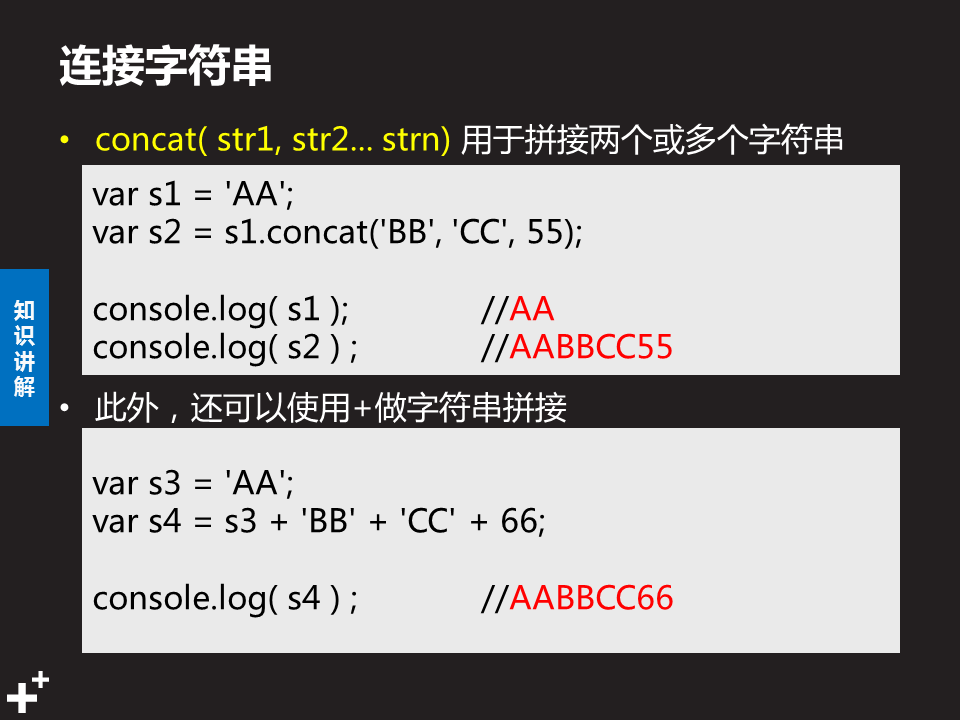 连接字符串
• concat( str1, str2... strn) 用于拼接两个或多个字符串
var s1 = 'AA';
var s2 = s1.concat('BB', 'CC', 55);
console.log( s1 ); //AA
console.log( s2 ) ; //AABBCC55
知识讲解
• 此外，还可以使用+做字符串拼接
var s3 = 'AA';
var s4 = s3 + 'BB' + 'CC' + 66;
console.log( s4 ) ; //AABBCC66